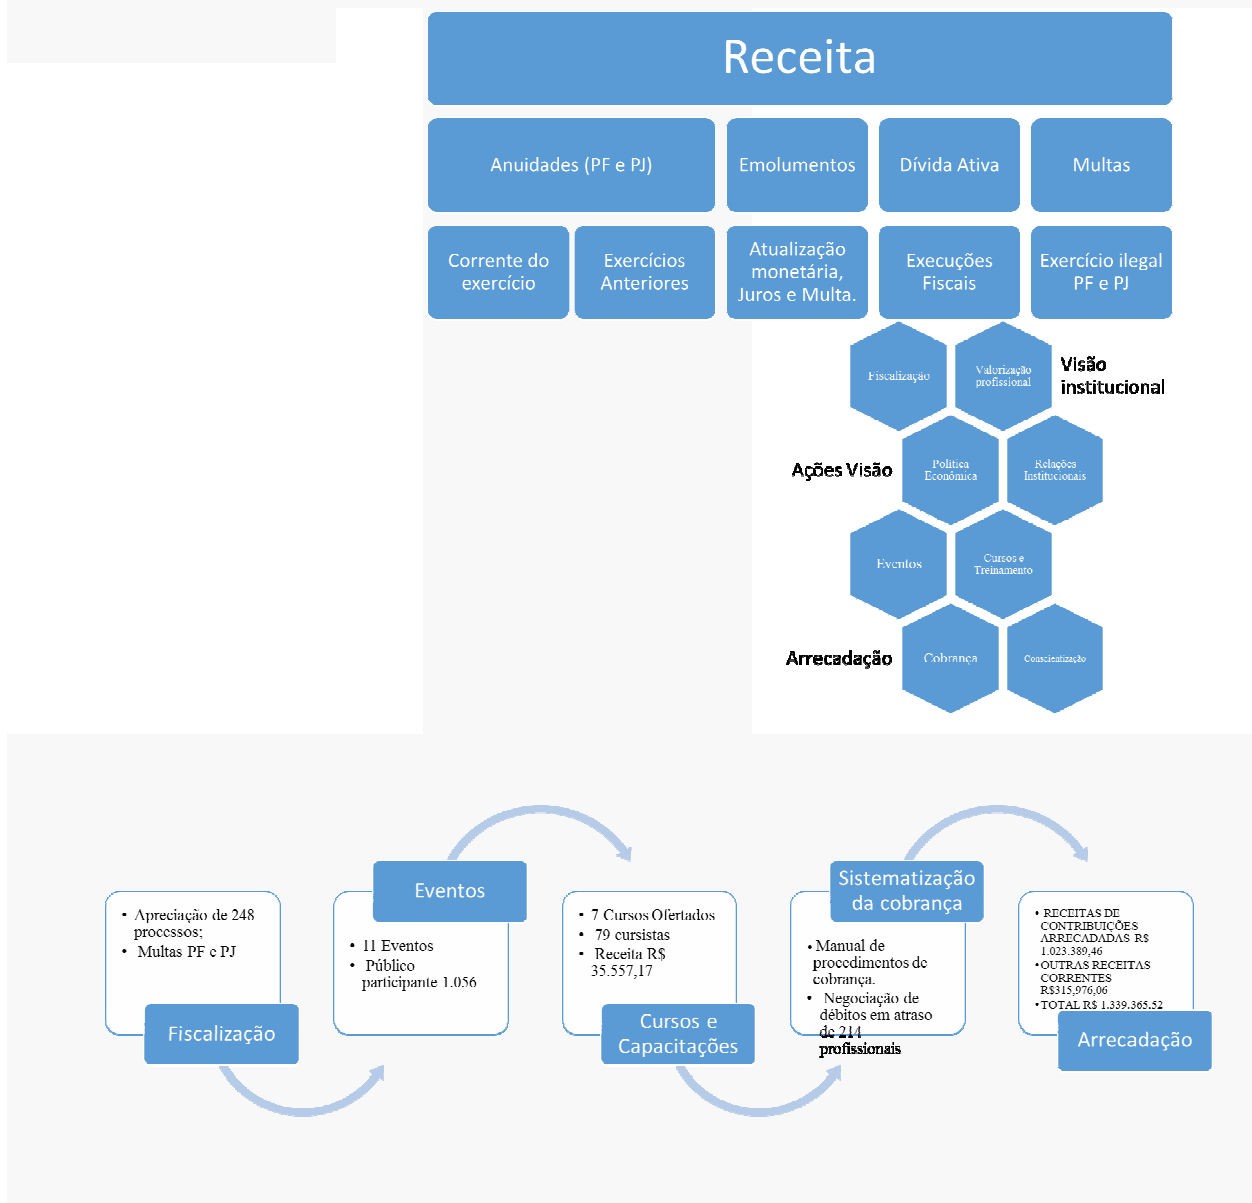 Receita
Anuidades (PF e PJ)
Emolumentos
Dívida Ativa
Multas
Corrente do
exercício
Exercícios
Anteriores
Atualização
monetária,
Juros e Multa.
Execuções
Fiscais
Exercício ilegal
PF e PJ
Fiscalização
Valorização
profissional
Visão
institucional
Ações Visão
Política
Econômica
Relações
Institucionais
Eventos
Cursos e
Treinamento
Arrecadação
Cobrança
Conscientização
• Apreciação de 248
processos;
• Multas PF e PJ
Fiscalização
Eventos
• 11 Eventos
• Público
participante 1.056
• 7 Cursos Ofertados
• 79 cursistas
• Receita R$
35.557,17
Cursos e
Capacitações
Sistematização
da cobrança
• Manual de
procedimentos de
cobrança.
• Negociação de
débitos em atraso
de 214
profissionais
• RECEITAS DE
CONTRIBUIÇÕES
ARRECADADAS R$
1.023.389,46
• OUTRAS RECEITAS
CORRENTES
R$315,976,06
• TOTAL R$ 1.339.365,52
Arrecadação